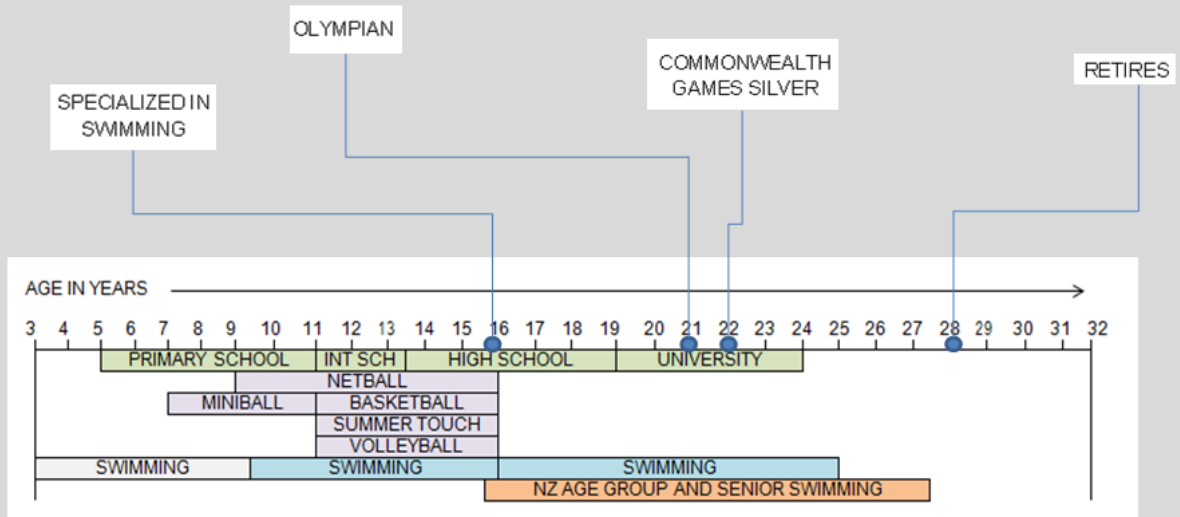 OLYMPIAN
COMMONWEALTH
GAMES SILVER
RETIRES
SPECIALIZED IN
SWIMMING
AGE IN YEARS
3 4 5 6 7 8 9 10 11 12 13 14 15 16 17 18 19 20 21 22 23 24 25 26 27 28 29 30 31 32
PRIMARY SCHOOL INT SCH HIGH SCHOOL UNIVERSITY
NETBALL
MINIBALL BASKETBALL
SUMMER TOUCH
VOLLEYBALL
SWIMMING SWIMMING SWIMMING
NZ AGE GROUP AND SENIOR SWIMMING